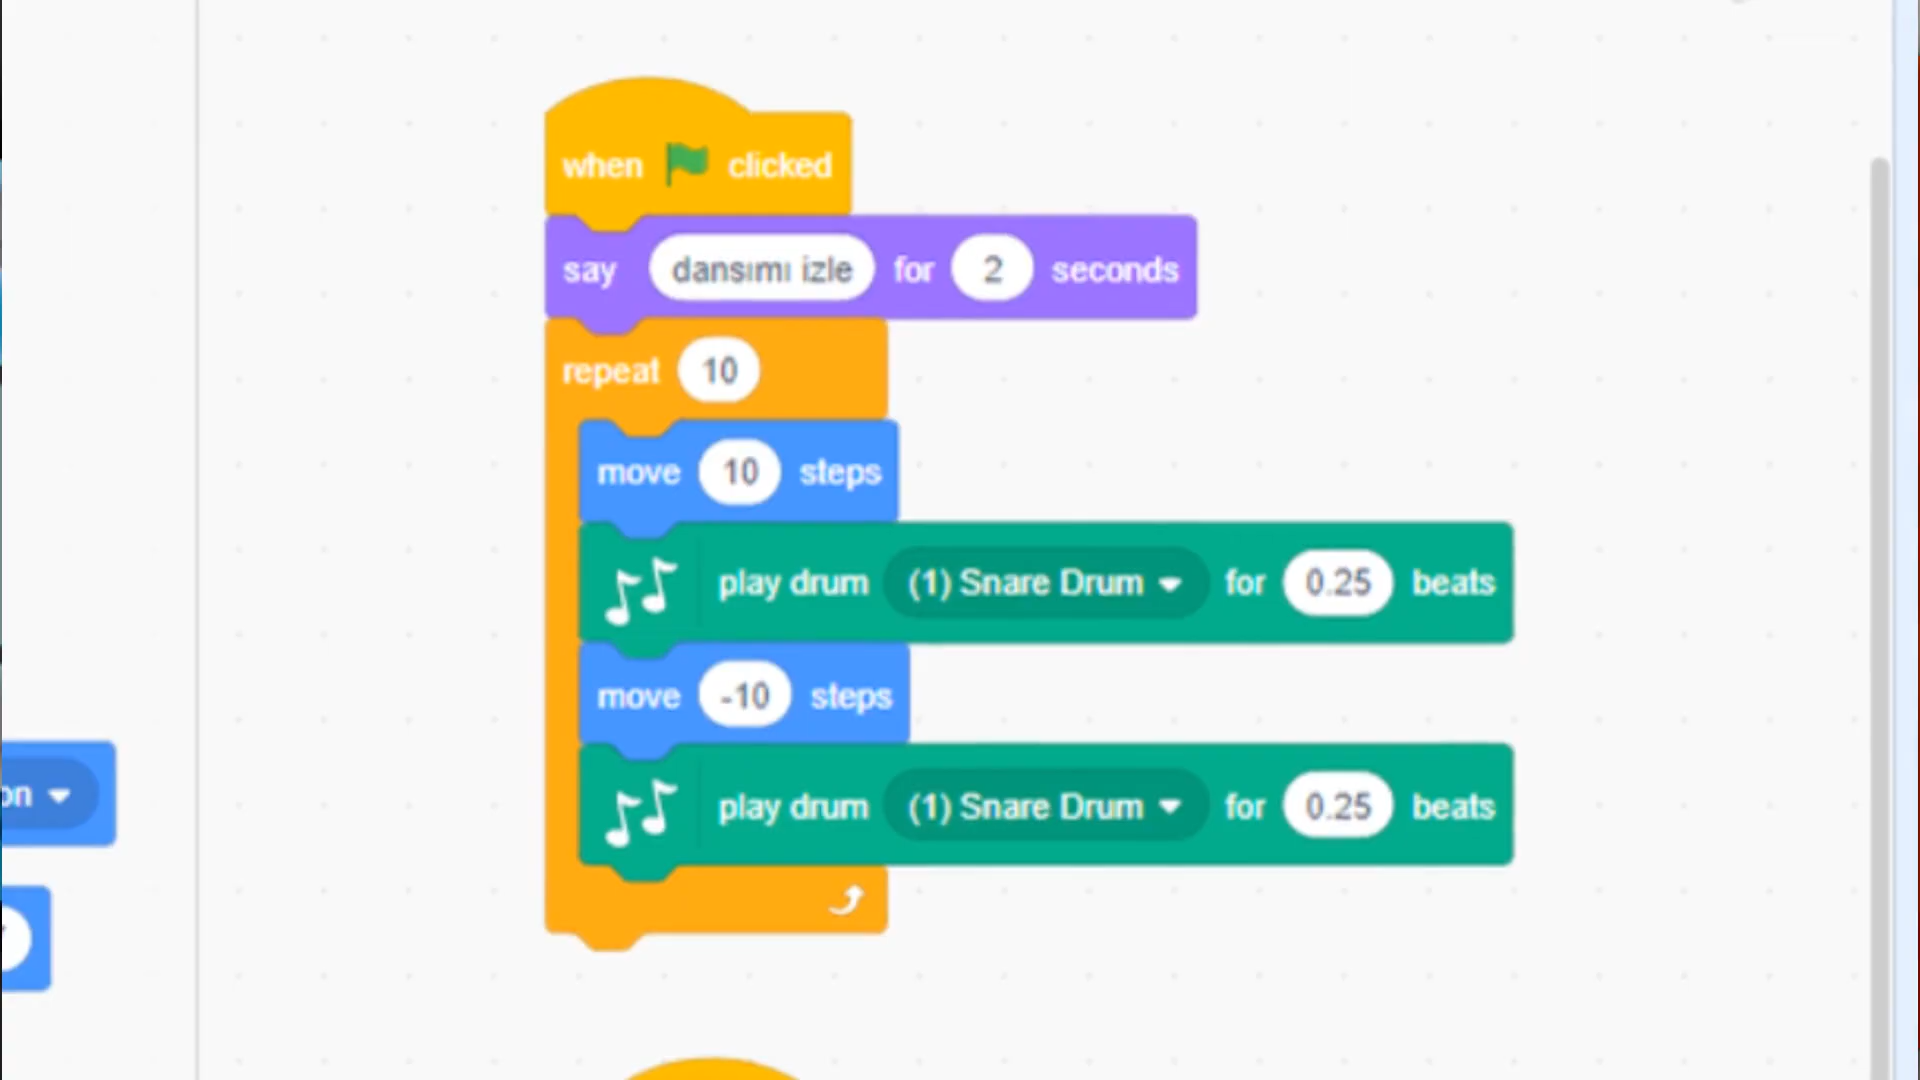 when clicked
say dansımı izle for 2 seconds
repeat 10
move 10 steps
play drum (1) Snare Drum for 0.25 beats
move -10 steps
on
play drum (1) Snare Drum for 0.25 beats